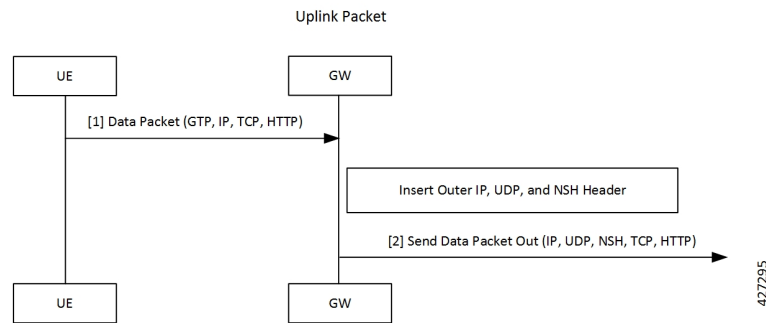 Uplink Packet
UE
GW
[1] Data Packet (GTP, IP, TCP, HTTP)
Insert Outer IP, UDP, and NSH Header
[2] Send Data Packet Out (IP, UDP, NSH, TCP, HTTP)
UE
GW
427295